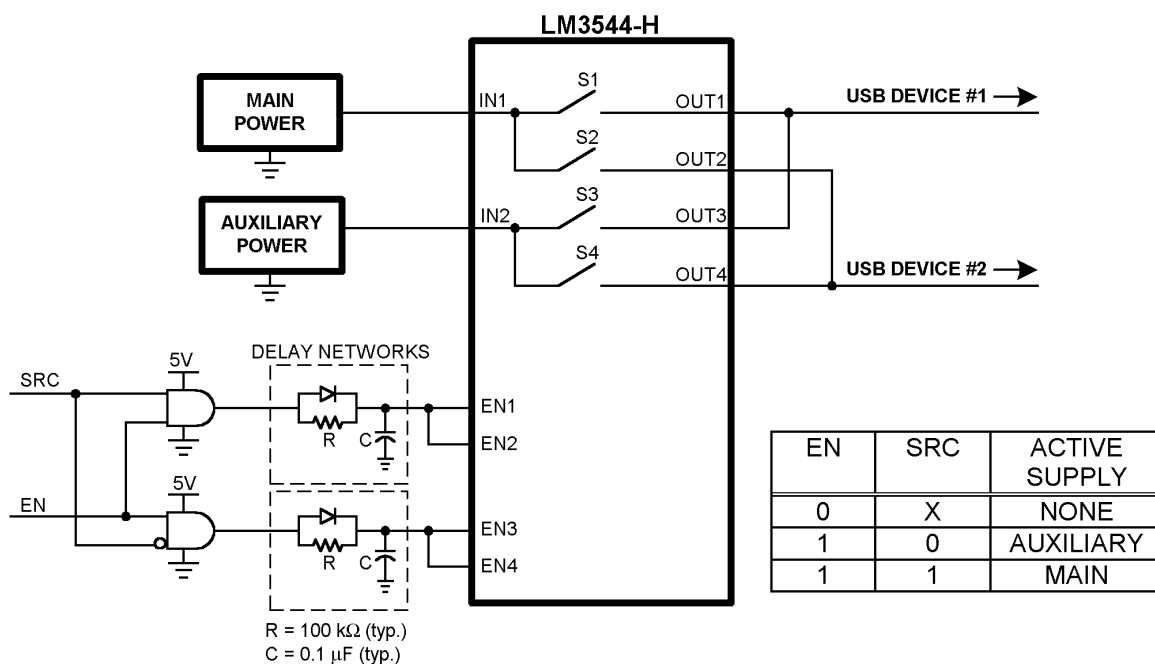 LM3544-H
MAIN
POWER
IN1
S1
OUT1
USB DEVICE #1
S2
OUT2
AUXILIARY
POWER
IN2
S3
OUT3
S4
OUT4
USB DEVICE #2
DELAY NETWORKS
SRC
5V
R
C
EN1
EN2
EN
5V
R
C
EN3
EN4
R = 100 kΩ (typ.)
C = 0.1 µF (typ.)
EN SRC ACTIVE
SUPPLY
0 X NONE
1 0 AUXILIARY
1 1 MAIN